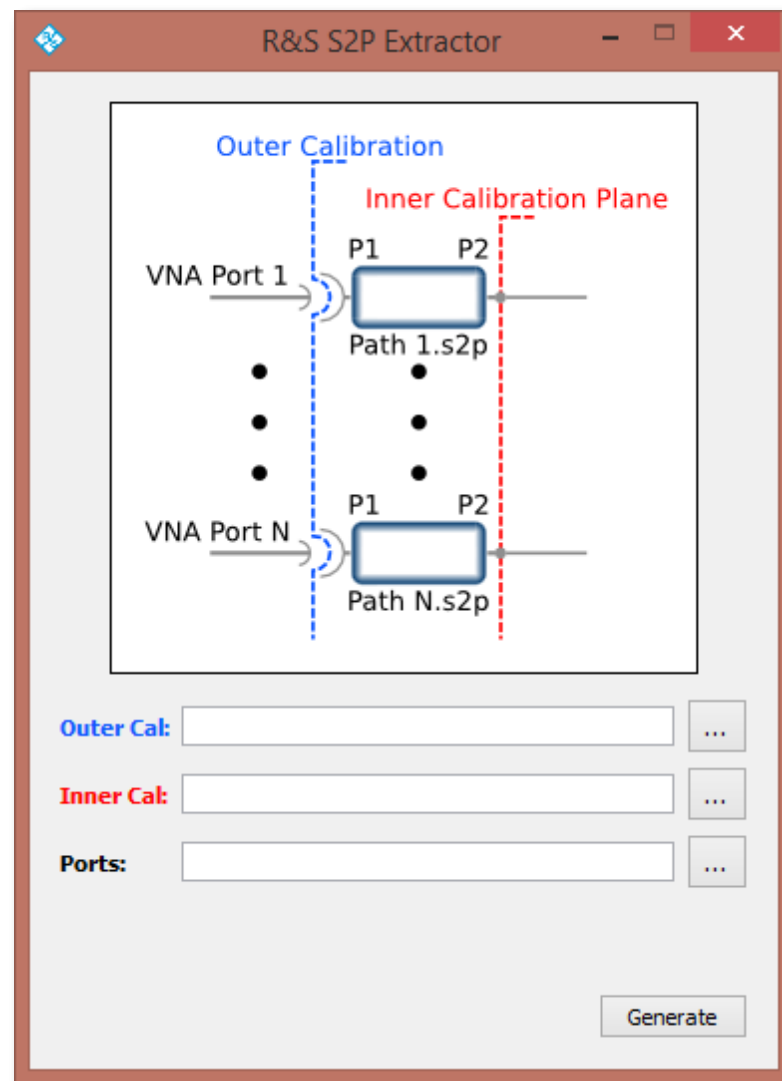 R&S S2P Extractor
Outer Calibration
Inner Calibration Plane
P1 P2
VNA Port 1
Path 1.s2p
P1 P2
VNA Port N
Path N.s2p
Outer Cal: ...
Inner Cal: ...
Ports: ...
Generate